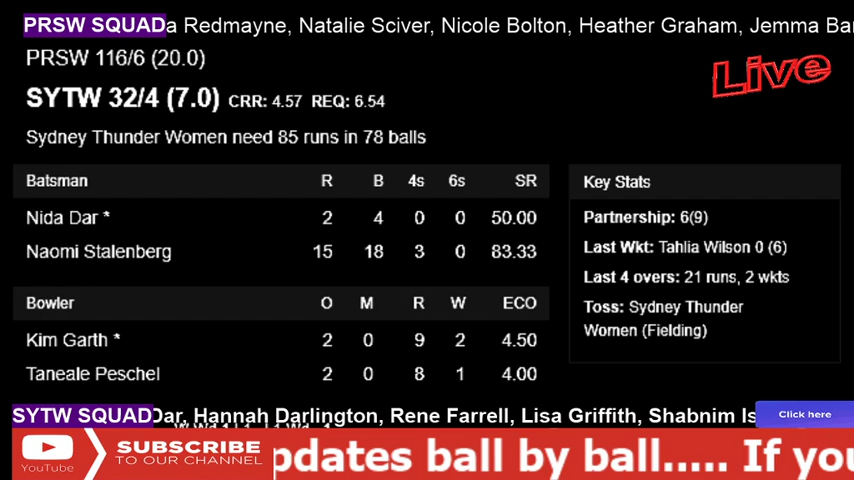 PRSW SQUAD a Redmayne, Natalie Sciver, Nicole Bolton, Heather Graham, Jemma Bar
PRSW 116/6 (20.0)
Live
SYTW 32/4 (7.0) CRR: 4.57 REQ: 6.54
Sydney Thunder Women need 85 runs in 78 balls
Batsman R B 4s 6s SR
Nida Dar * 2 4 0 0 50.00
Naomi Stalenberg 15 18 3 0 83.33
Bowler O M R W ECO
Kim Garth * 2 0 9 2 4.50
Taneale Peschel 2 0 8 1 4.00
Key Stats
Partnership: 6(9)
Last Wkt: Tahlia Wilson 0 (6)
Last 4 overs: 21 runs, 2 wkts
Toss: Sydney Thunder
Women (Fielding)
SYTW SQUAD Dar, Hannah Darlington, Rene Farrell, Lisa Griffith, Shabnim Is
Click here
YouTube
SUBSCRIBE
TO OUR CHANNEL
pdates ball by ball..... If you